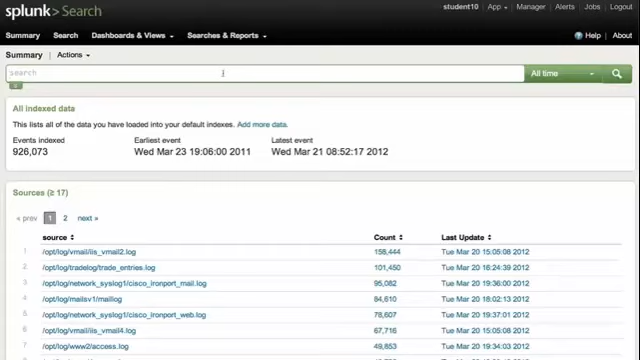 splunk> Search
student10 App Manager Alerts Jobs Logout
Summary Search Dashboards & Views Searches & Reports
Help About
Summary Actions
search
All time
All indexed data
This lists all of the data you have loaded into your default indexes. Add more data.
Events indexed Earliest event Latest event
926,073 Wed Mar 23 19:06:00 2011 Wed Mar 21 08:52:17 2012
Sources (≥ 17)
« prev 1 2 next »
source Count Last Update
1 /opt/log/vmail/iis_vmail2.log 158,444 Tue Mar 20 15:05:08 2012
2 /opt/tradelog/trade_entries.log 101,450 Tue Mar 20 16:24:39 2012
3 /opt/log/network_syslog1/cisco_ironport_mail.log 95,082 Tue Mar 20 19:36:00 2012
4 /opt/log/mailsv1/maillog 84,610 Tue Mar 20 18:02:13 2012
5 /opt/log/network_syslog1/cisco_ironport_web.log 78,607 Tue Mar 20 19:37:01 2012
6 /opt/log/vmail/iis_vmail4.log 67,716 Tue Mar 20 15:05:08 2012
7 /opt/log/www2/access.log 49,853 Tue Mar 20 19:34:03 2012